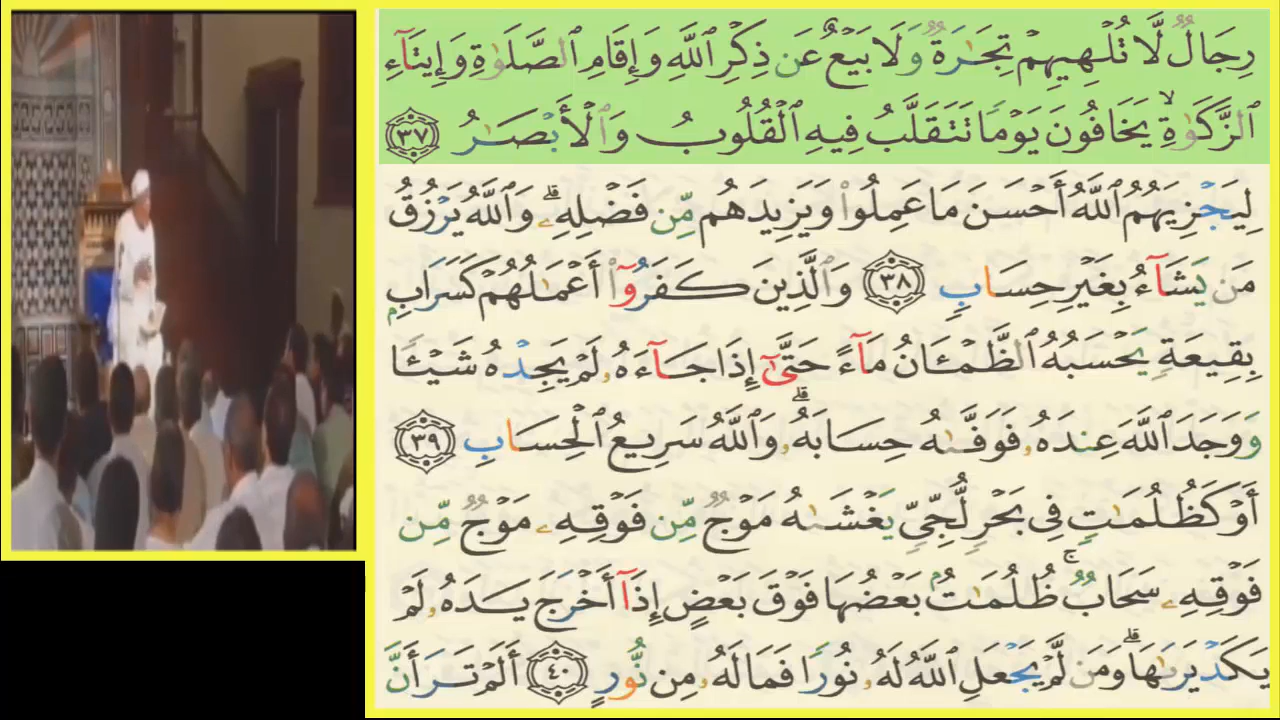 رِجَالٌ لَّا تُلْهِيهِمْ تِجَـٰرَةٌ وَلَا بَيْعٌ عَن ذِكْرِ ٱللَّهِ وَإِقَامِ ٱلصَّلَوٰةِ وَإِيتَآءِ
ٱلزَّكَوٰةِ ۙ يَخَافُونَ يَوْمًا تَتَقَلَّبُ فِيهِ ٱلْقُلُوبُ وَٱلْأَبْصَـٰرُ ٣٧
لِيَجْزِيَهُمُ ٱللَّهُ أَحْسَنَ مَا عَمِلُوا۟ وَيَزِيدَهُم مِّن فَضْلِهِۦ ۗ وَٱللَّهُ يَرْزُقُ
مَن يَشَآءُ بِغَيْرِ حِسَابٍ ٣٨ وَٱلَّذِينَ كَفَرُوٓا۟ أَعْمَـٰلُهُمْ كَسَرَابٍۭ
بِقِيعَةٍ يَحْسَبُهُ ٱلظَّمْـَٔانُ مَآءً حَتَّىٰٓ إِذَا جَآءَهُۥ لَمْ يَجِدْهُ شَيْـًٔا
وَوَجَدَ ٱللَّهَ عِندَهُۥ فَوَفَّىٰهُ حِسَابَهُۥ ۗ وَٱللَّهُ سَرِيعُ ٱلْحِسَابِ ٣٩
أَوْ كَظُلُمَـٰتٍ فِى بَحْرٍ لُّجِّىٍّ يَغْشَىٰهُ مَوْجٌ مِّن فَوْقِهِۦ مَوْجٌ مِّن
فَوْقِهِۦ سَحَابٌ ۚ ظُلُمَـٰتٌۢ بَعْضُهَا فَوْقَ بَعْضٍ إِذَآ أَخْرَجَ يَدَهُۥ لَمْ
يَكَدْ يَرَىٰهَا ۗ وَمَن لَّمْ يَجْعَلِ ٱللَّهُ لَهُۥ نُورًا فَمَا لَهُۥ مِن نُّورٍ ٤٠ أَلَمْ تَرَ أَنَّ